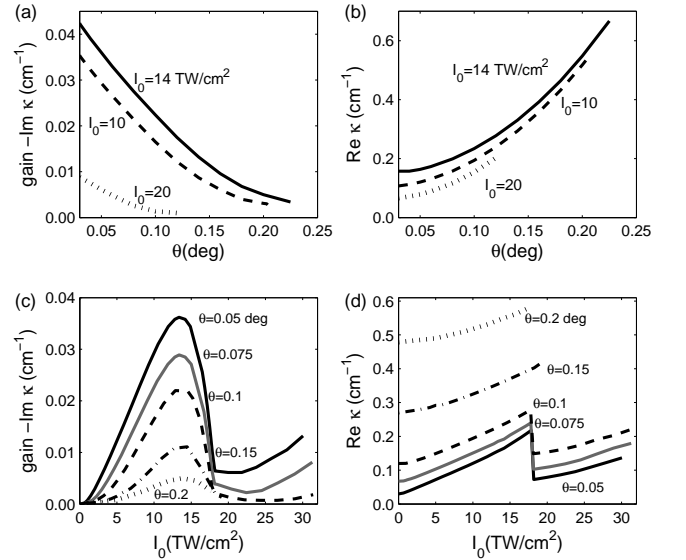 (a)
0.04
0.03
0.02
0.01
0.00
gain −Im κ (cm⁻¹)
I₀=14 TW/cm²
I₀=10
I₀=20
0.05 0.10 0.15 0.20 0.25
θ(deg)
(b)
0.6
0.4
0.2
0.0
Re κ (cm⁻¹)
I₀=14 TW/cm²
I₀=10
I₀=20
0.05 0.10 0.15 0.20 0.25
θ(deg)
(c)
0.04
0.03
0.02
0.01
0.00
gain −Im κ (cm⁻¹)
θ=0.05 deg
θ=0.075
θ=0.1
θ=0.15
θ=0.2
0 5 10 15 20 25 30
I₀(TW/cm²)
(d)
0.6
0.5
0.4
0.3
0.2
0.1
0.0
Re κ (cm⁻¹)
θ=0.2 deg
θ=0.15
θ=0.1
θ=0.075
θ=0.05
0 5 10 15 20 25 30
I₀(TW/cm²)